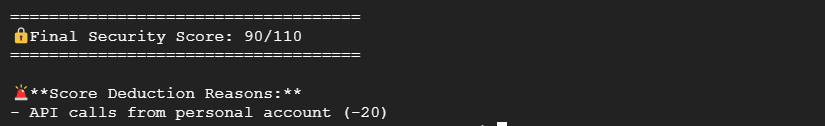 ====================================
🔒Final Security Score: 90/110
====================================
🚨**Score Deduction Reasons:**
- API calls from personal account (-20)